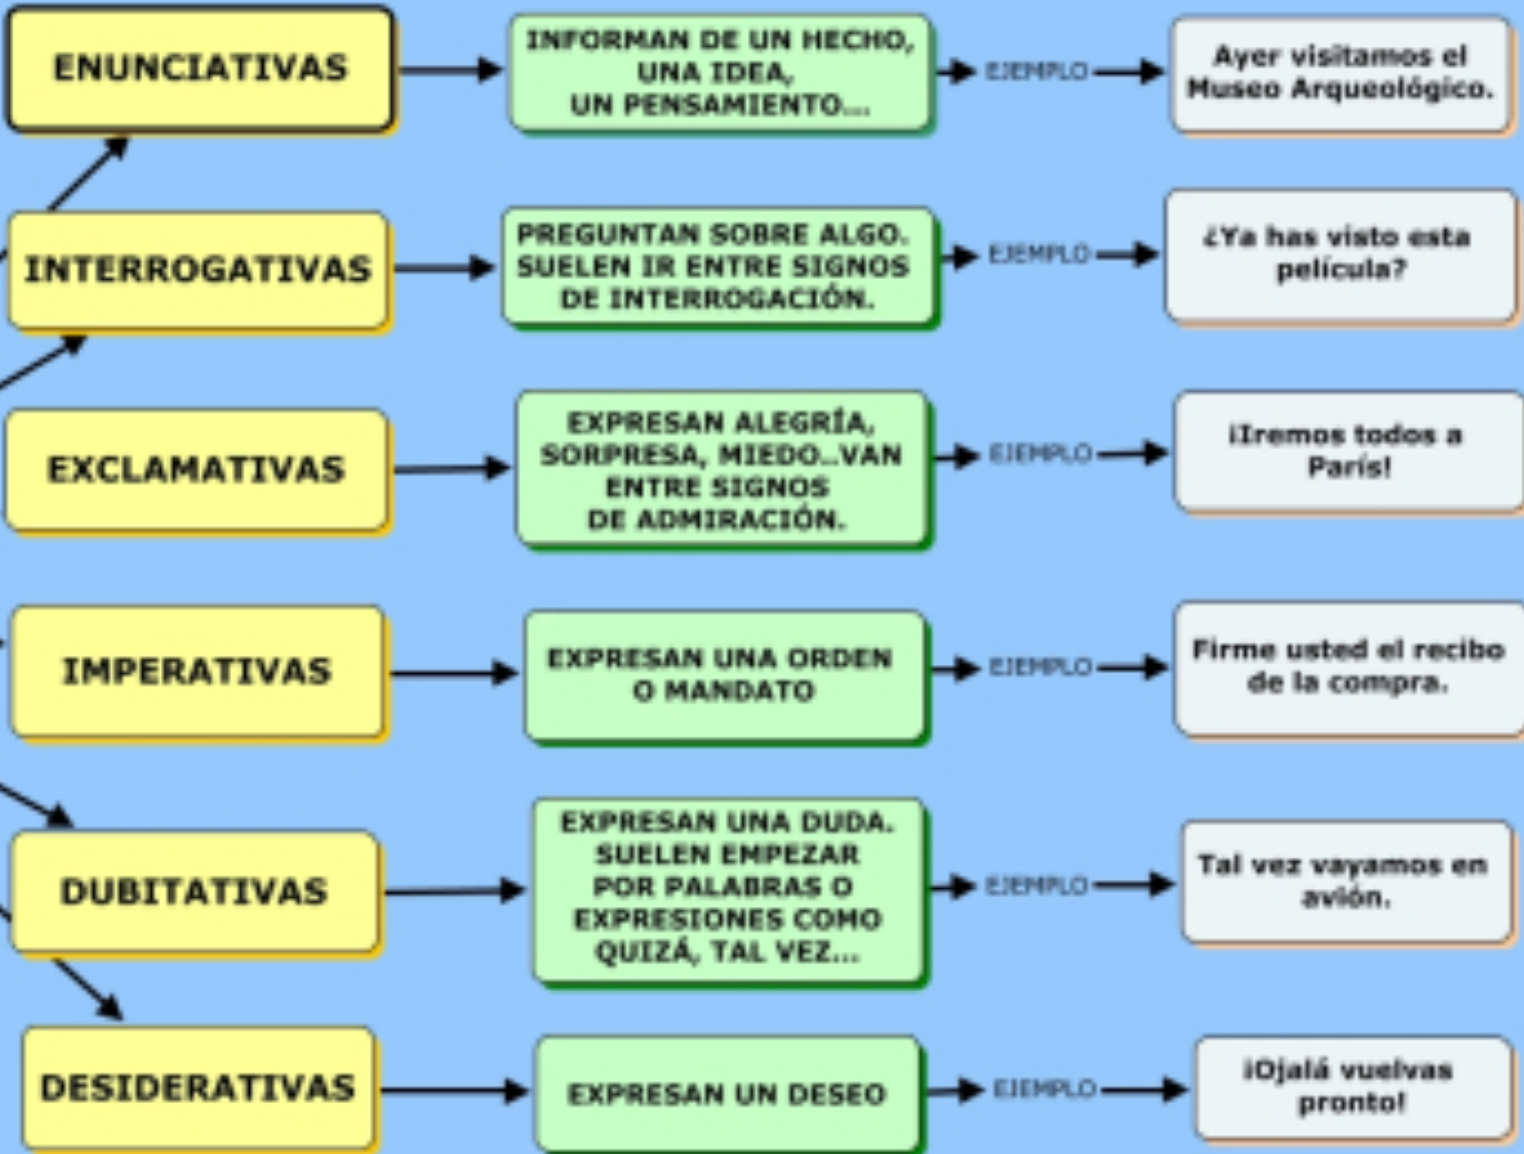 ENUNCIATIVAS
INFORMAN DE UN HECHO,
UNA IDEA,
UN PENSAMIENTO...
EJEMPLO
Ayer visitamos el
Museo Arqueológico.
INTERROGATIVAS
PREGUNTAN SOBRE ALGO.
SUELEN IR ENTRE SIGNOS
DE INTERROGACIÓN.
EJEMPLO
¿Ya has visto esta
película?
EXCLAMATIVAS
EXPRESAN ALEGRÍA,
SORPRESA, MIEDO..VAN
ENTRE SIGNOS
DE ADMIRACIÓN.
EJEMPLO
¡Iremos todos a
París!
IMPERATIVAS
EXPRESAN UNA ORDEN
O MANDATO
EJEMPLO
Firme usted el recibo
de la compra.
DUBITATIVAS
EXPRESAN UNA DUDA.
SUELEN EMPEZAR
POR PALABRAS O
EXPRESIONES COMO
QUIZÁ, TAL VEZ...
EJEMPLO
Tal vez vayamos en
avión.
DESIDERATIVAS
EXPRESAN UN DESEO
EJEMPLO
¡Ojalá vuelvas
pronto!